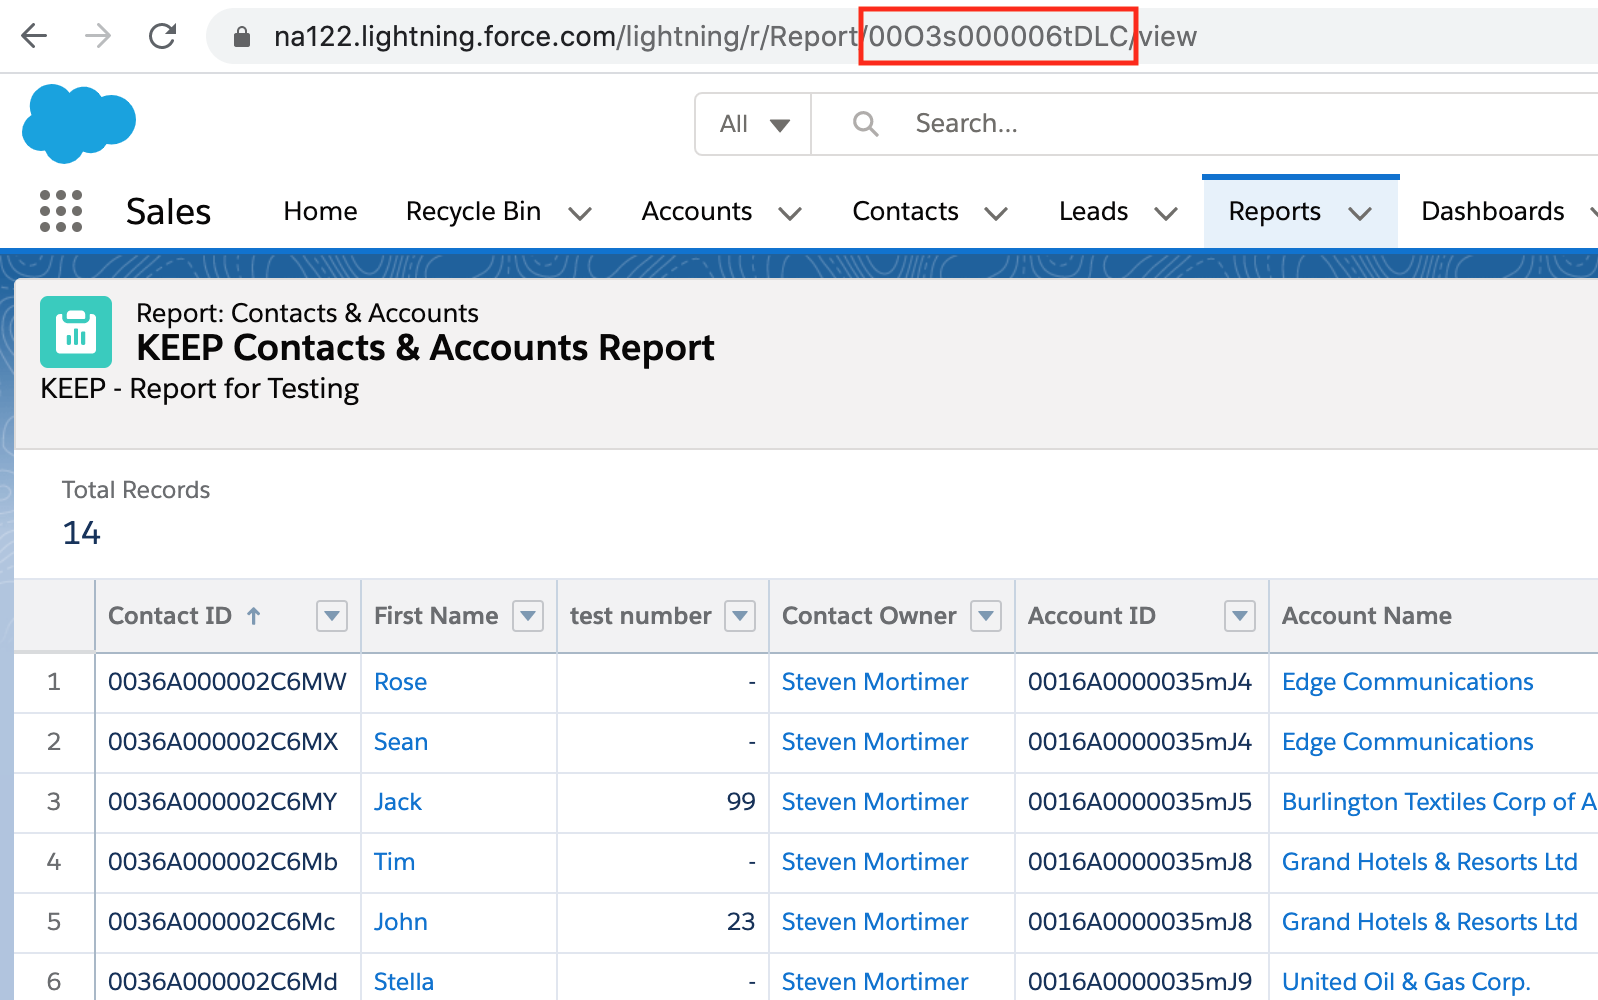 na122.lightning.force.com/lightning/r/Report/00O3s000006tDLC/view
All Search...
Sales Home Recycle Bin Accounts Contacts Leads Reports Dashboards
Report: Contacts & Accounts
KEEP Contacts & Accounts Report
KEEP - Report for Testing
Total Records
14
Contact ID First Name test number Contact Owner Account ID Account Name
1 0036A000002C6MW Rose - Steven Mortimer 0016A0000035mJ4 Edge Communications
2 0036A000002C6MX Sean - Steven Mortimer 0016A0000035mJ4 Edge Communications
3 0036A000002C6MY Jack 99 Steven Mortimer 0016A0000035mJ5 Burlington Textiles Corp of A
4 0036A000002C6Mb Tim - Steven Mortimer 0016A0000035mJ8 Grand Hotels & Resorts Ltd
5 0036A000002C6Mc John 23 Steven Mortimer 0016A0000035mJ8 Grand Hotels & Resorts Ltd
6 0036A000002C6Md Stella - Steven Mortimer 0016A0000035mJ9 United Oil & Gas Corp.